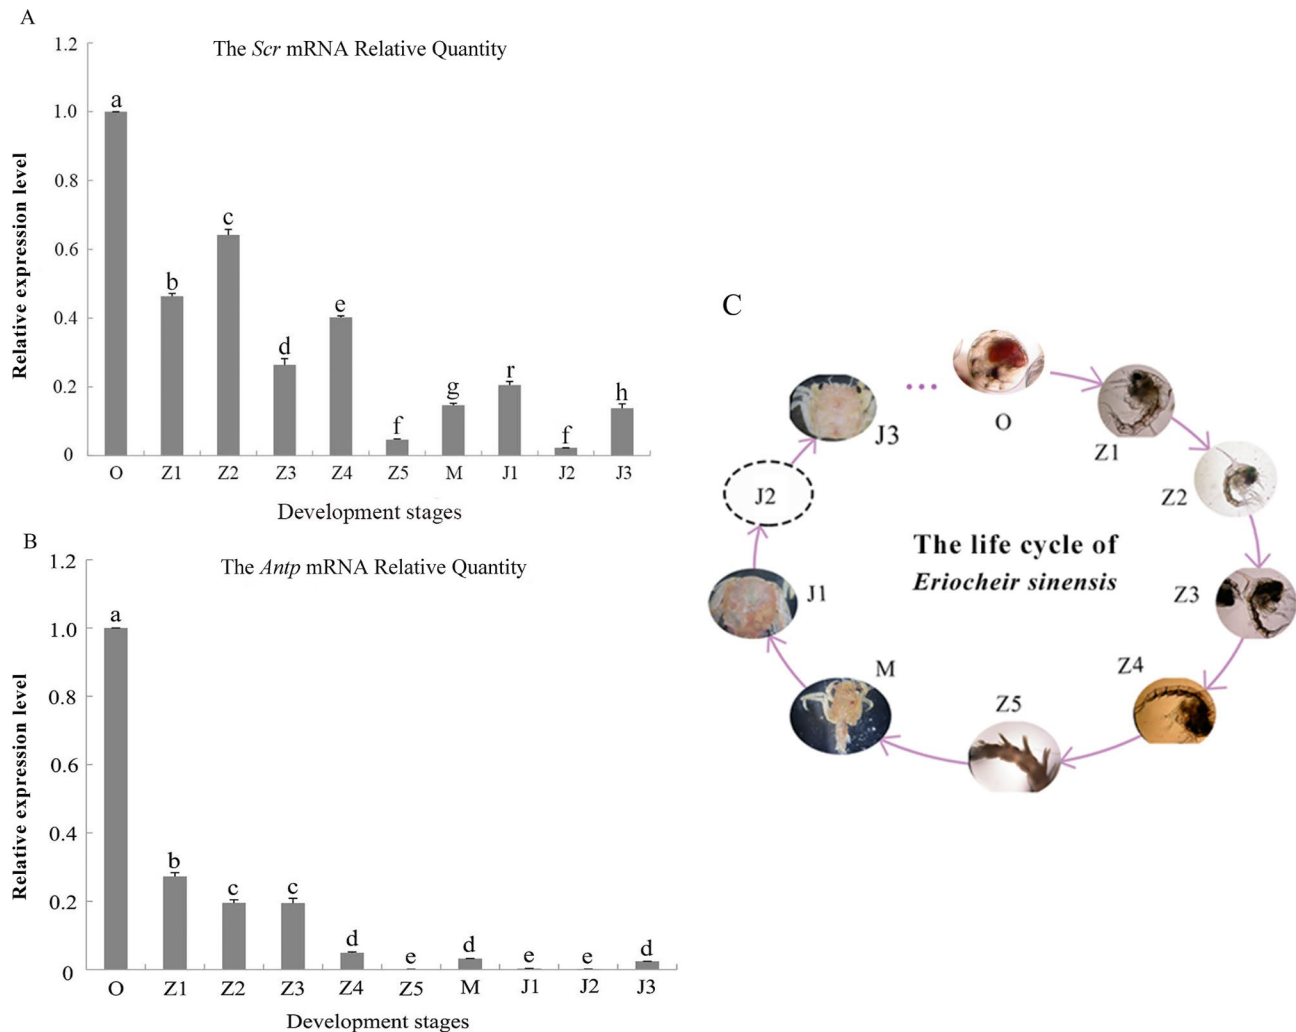 A
The Scr mRNA Relative Quantity
1.2
1.0
0.8
0.6
0.4
0.2
0
Relative expression level
a
b
c
d
e
f
g
r
f
h
O Z1 Z2 Z3 Z4 Z5 M J1 J2 J3
Development stages
B
The Antp mRNA Relative Quantity
1.2
1.0
0.8
0.6
0.4
0.2
0
Relative expression level
a
b
c
c
d
e
d
e
e
d
O Z1 Z2 Z3 Z4 Z5 M J1 J2 J3
Development stages
C
...
O
Z1
Z2
Z3
Z4
Z5
M
J1
J2
J3
The life cycle of
Eriocheir sinensis